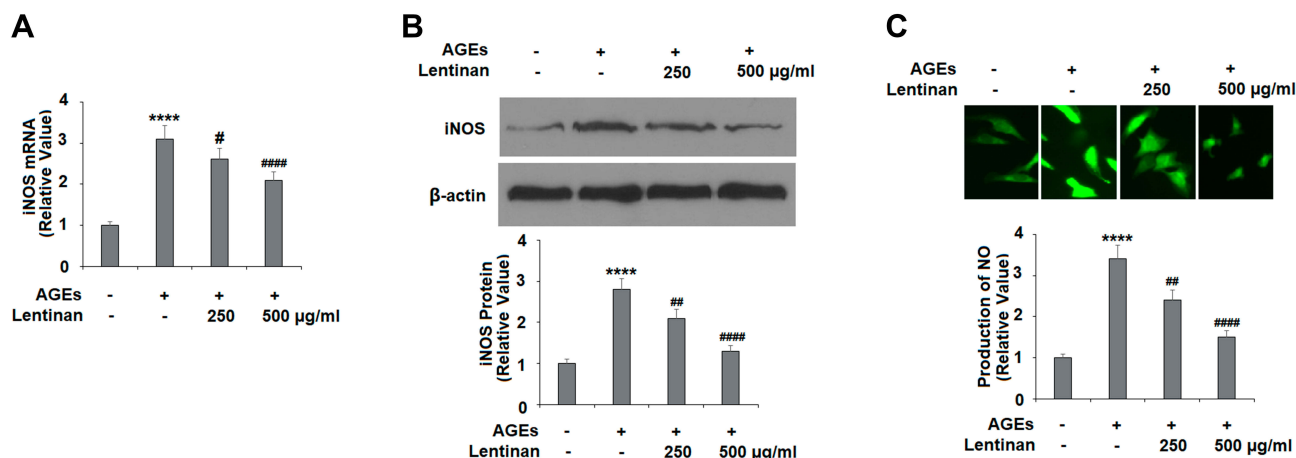 A
iNOS mRNA
(Relative Value)
4
3
2
1
0
****
#
####
AGEs - + + +
Lentinan - - 250 500 µg/ml
B
AGEs - + + +
Lentinan - - 250 500 µg/ml
iNOS
β-actin
iNOS Protein
(Relative Value)
4
3
2
1
0
****
##
####
AGEs - + + +
Lentinan - - 250 500 µg/ml
C
AGEs - + + +
Lentinan - - 250 500 µg/ml
Production of NO
(Relative Value)
4
3
2
1
0
****
##
####
AGEs - + + +
Lentinan - - 250 500 µg/ml